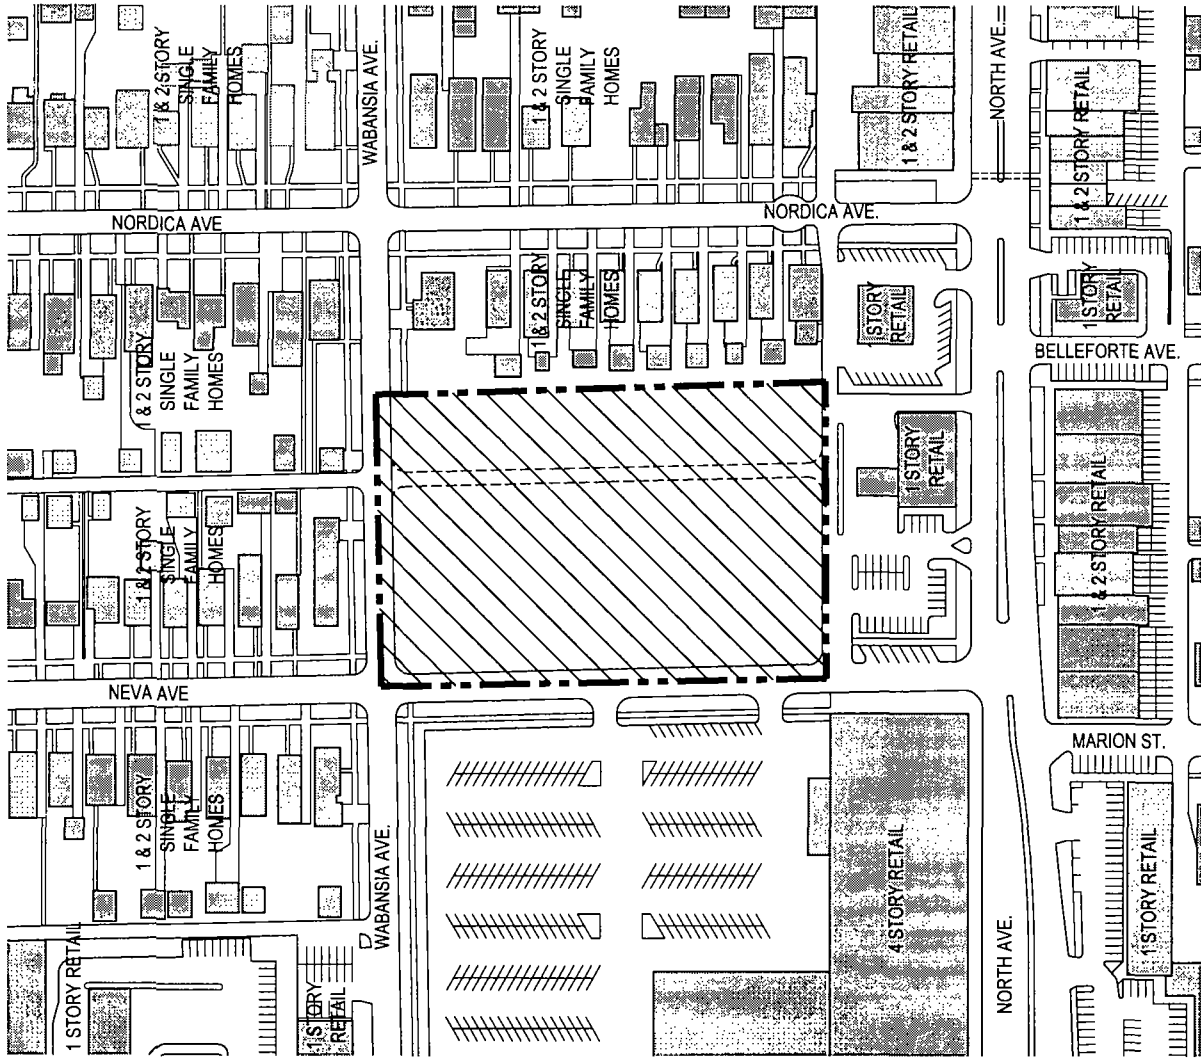 1 & 2 STORY
SINGLE
FAMILY
HOMES
WABANSIA AVE.
1 & 2 STORY
SINGLE
FAMILY
HOMES
1 & 2 STORY RETAIL
NORTH AVE.
1 & 2 STORY RETAIL
NORDICA AVE
NORDICA AVE.
1 & 2 STORY
SINGLE
FAMILY
HOMES
1 & 2 STORY
SINGLE
FAMILY
HOMES
1 STORY
RETAIL
1 STORY
RETAIL
BELLEFORTE AVE.
1 STORY
RETAIL
1 & 2 STORY RETAIL
1 & 2 STORY
SINGLE
FAMILY
HOMES
NEVA AVE
MARION ST.
1 & 2 STORY
SINGLE
FAMILY
HOMES
WABANSIA AVE.
4 STORY RETAIL
NORTH AVE.
1 STORY RETAIL
1 STORY RETAIL
1 STORY
RETAIL